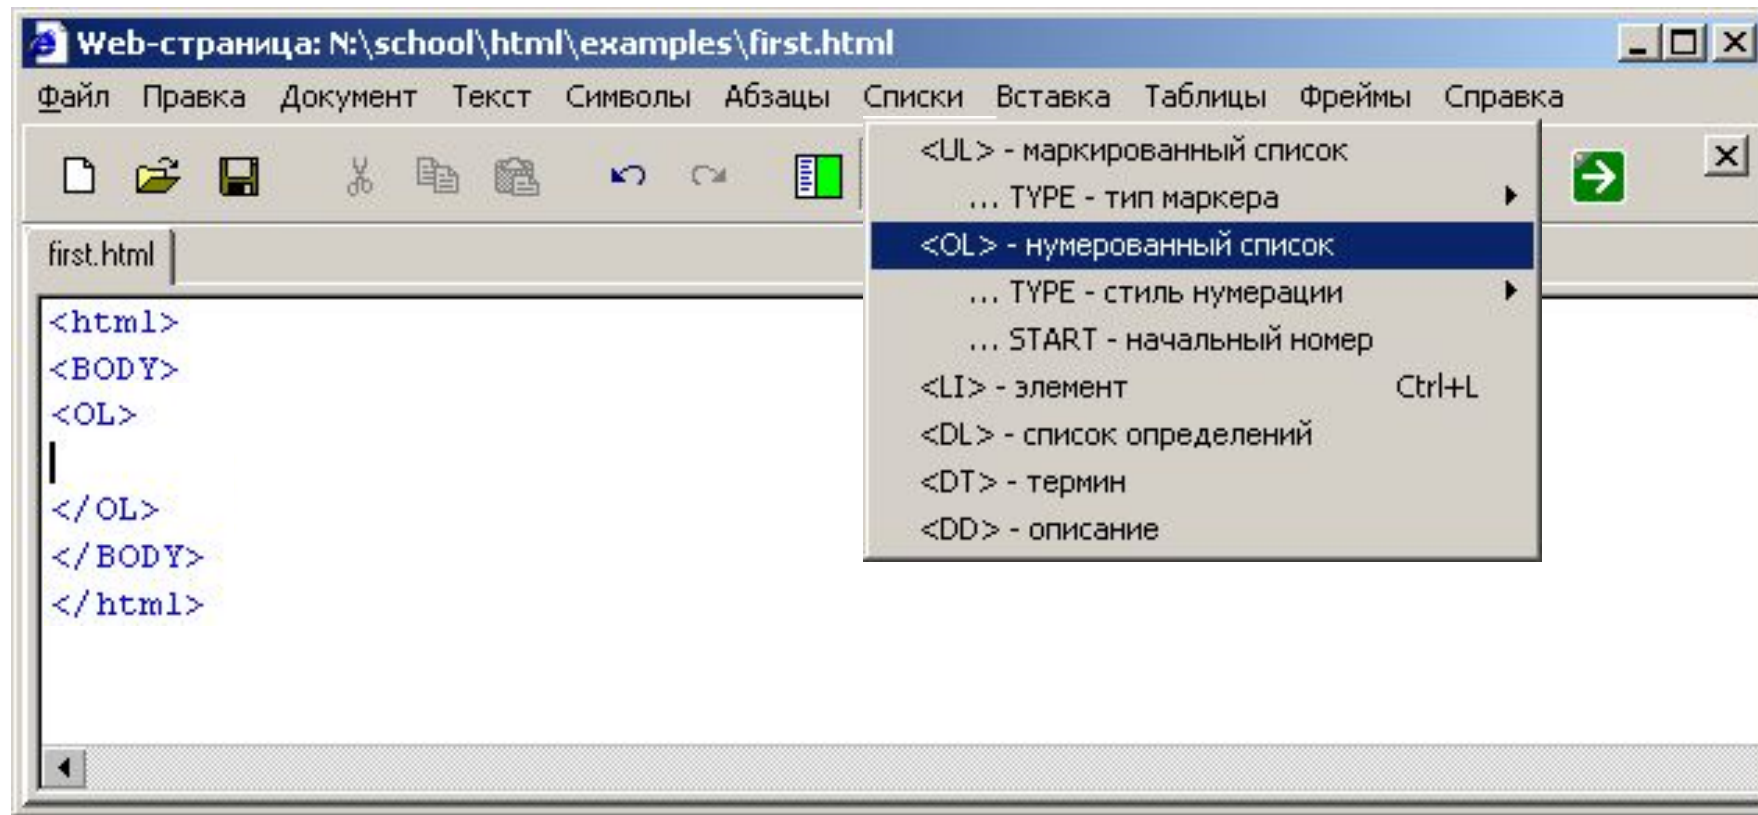 Web-страница: N:\school\html\examples\first.html
Файл Правка Документ Текст Символы Абзацы Списки Вставка Таблицы Фреймы Справка
<UL> - маркированный список
... TYPE - тип маркера
<OL> - нумерованный список
... TYPE - стиль нумерации
... START - начальный номер
<LI> - элемент Ctrl+L
<DL> - список определений
<DT> - термин
<DD> - описание
first.html
<html>
<BODY>
<OL>
</OL>
</BODY>
</html>